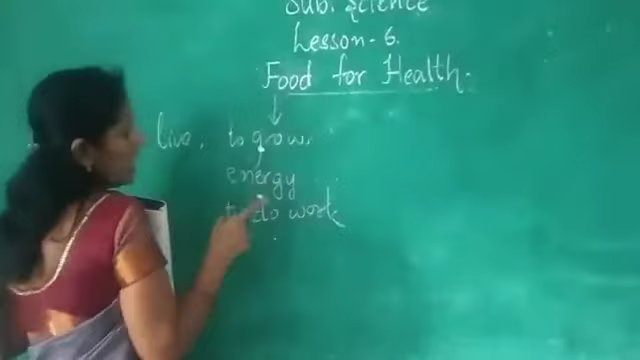 Sub. Science
Lesson - 6.
Food for Health.
live, to grow,
energy
to do work